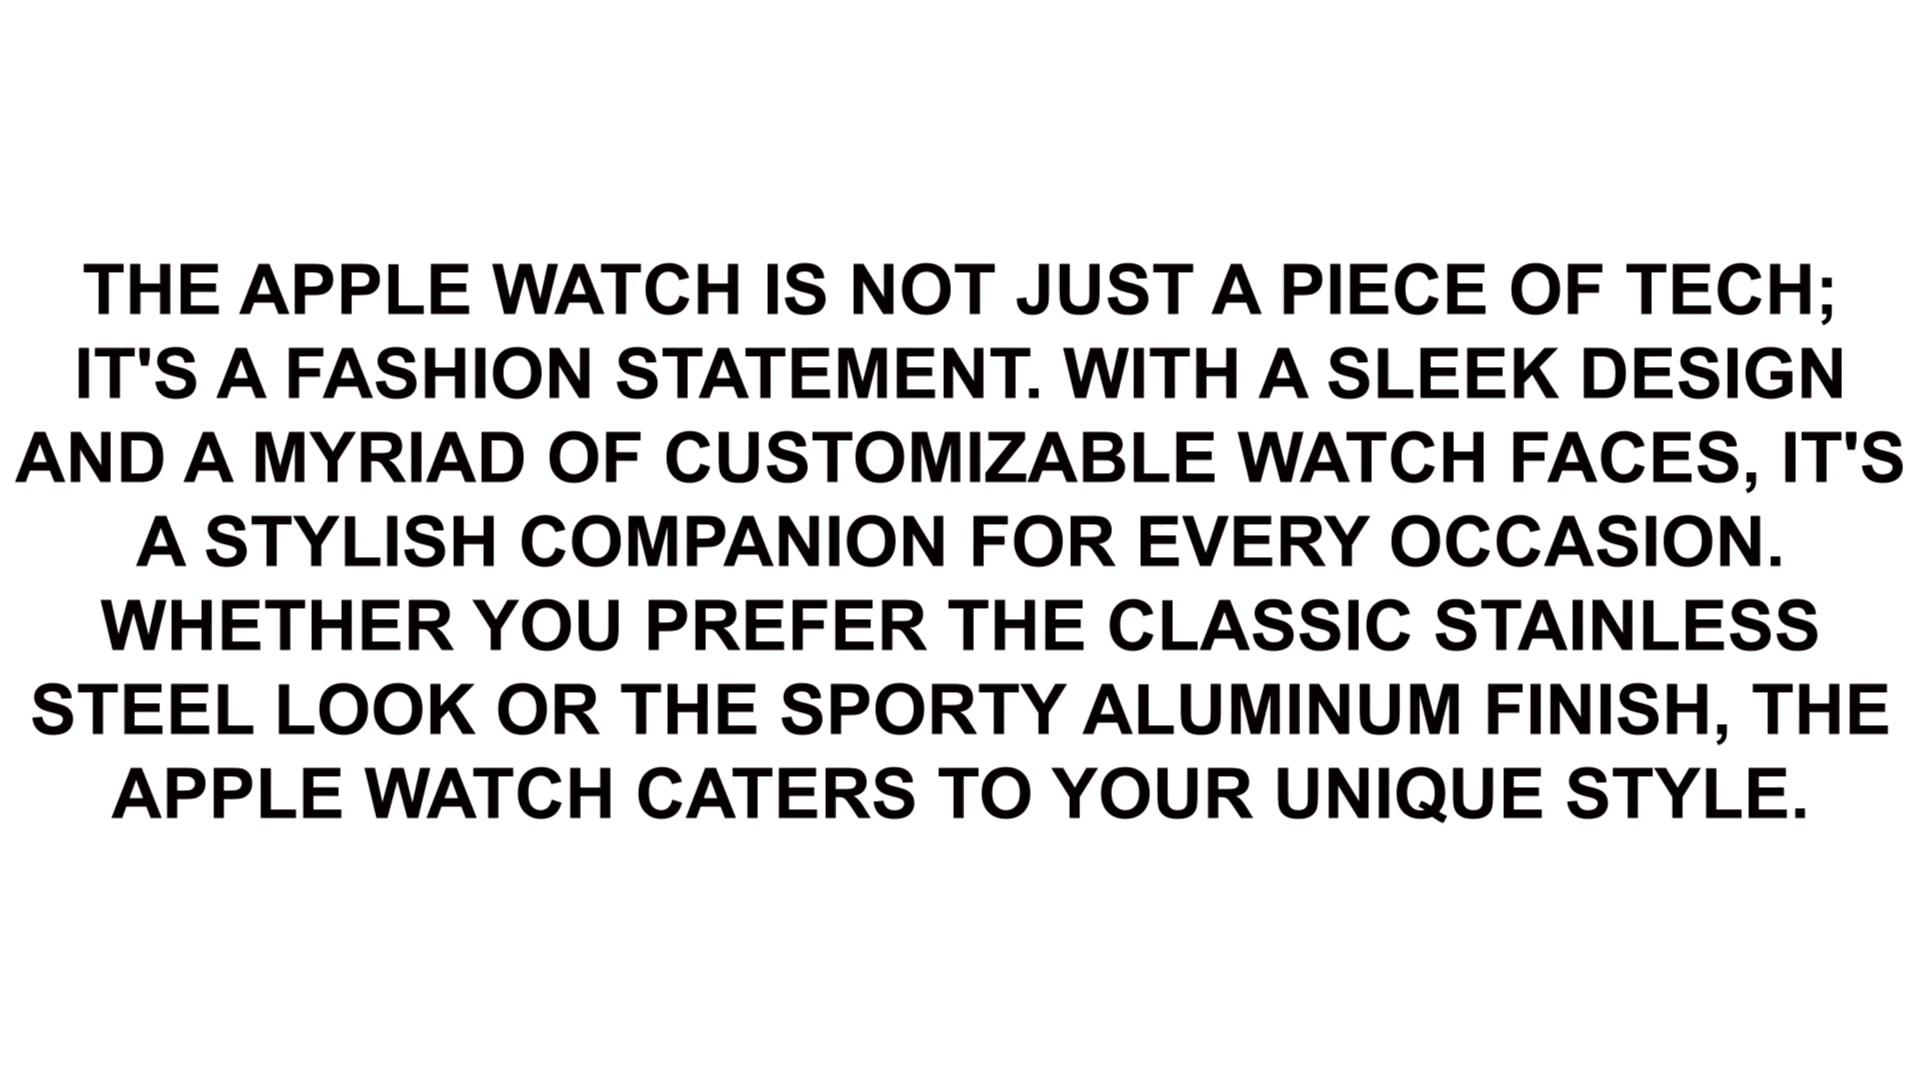 THE APPLE WATCH IS NOT JUST A PIECE OF TECH;
IT'S A FASHION STATEMENT. WITH A SLEEK DESIGN
AND A MYRIAD OF CUSTOMIZABLE WATCH FACES, IT'S
A STYLISH COMPANION FOR EVERY OCCASION.
WHETHER YOU PREFER THE CLASSIC STAINLESS
STEEL LOOK OR THE SPORTY ALUMINUM FINISH, THE
APPLE WATCH CATERS TO YOUR UNIQUE STYLE.